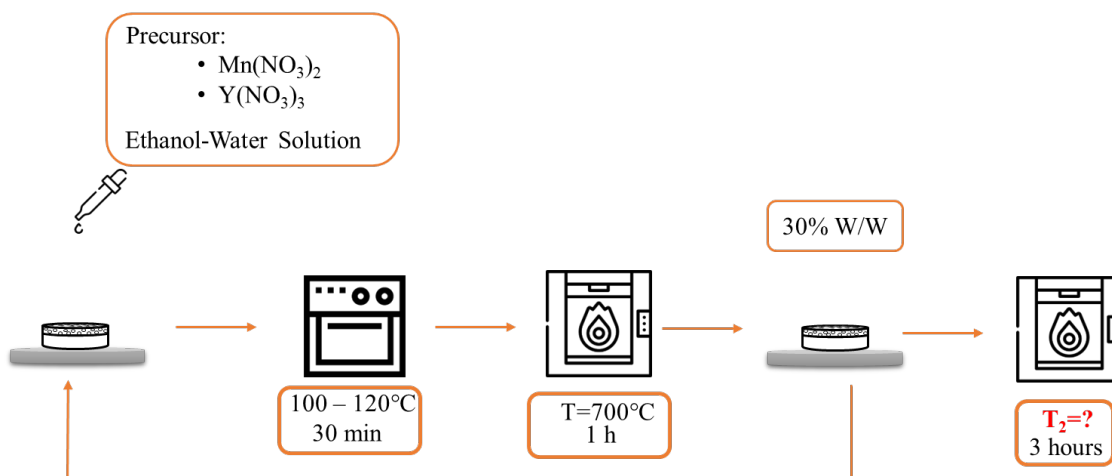 Precursor:
• Mn(NO₃)₂
• Y(NO₃)₃
Ethanol-Water Solution
100 – 120°C
30 min
T=700°C
1 h
30% W/W
T₂=?
3 hours